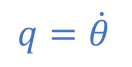 q = θ̇